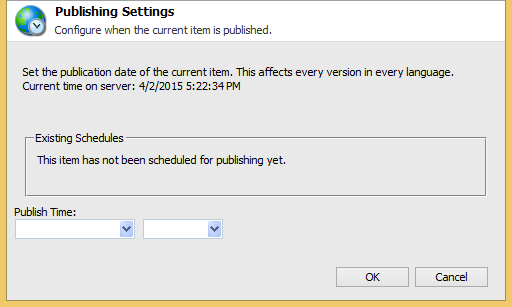 Publishing Settings
Configure when the current item is published.
Set the publication date of the current item. This affects every version in every language.
Current time on server: 4/2/2015 5:22:34 PM
Existing Schedules
This item has not been scheduled for publishing yet.
Publish Time:
OK Cancel